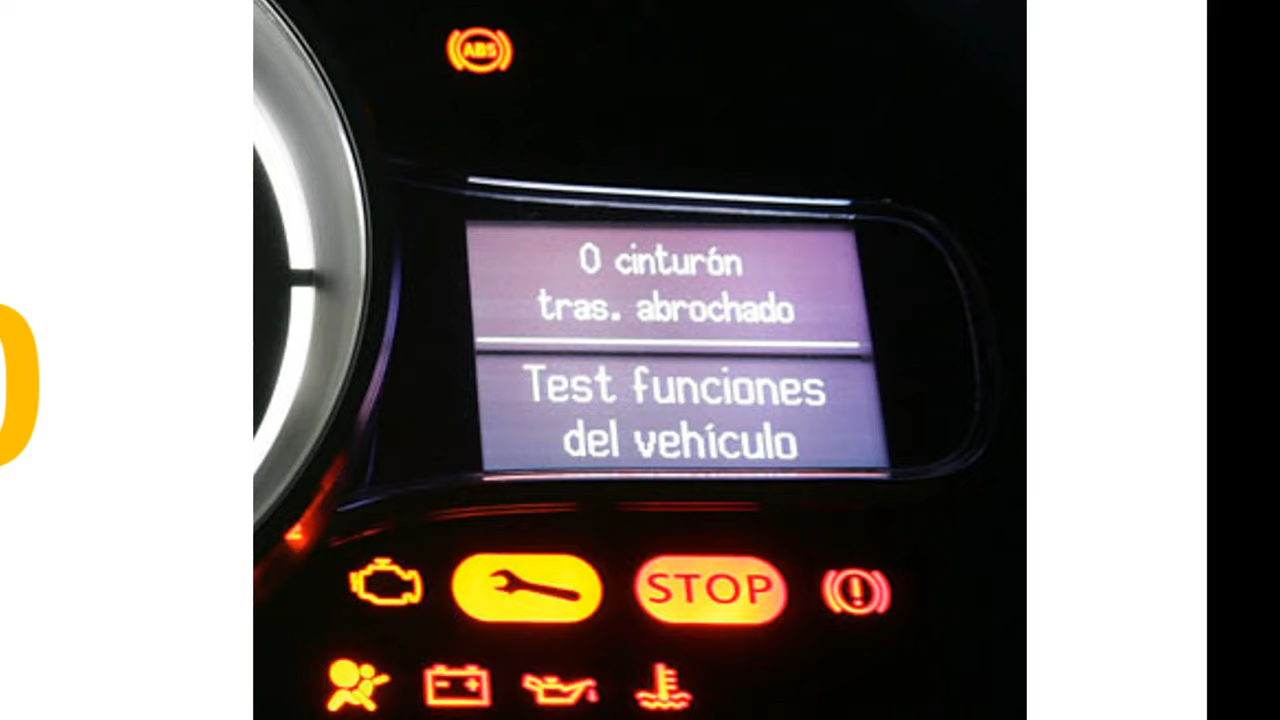 ABS
0 cinturón
tras. abrochado
Test funciones
del vehículo
STOP